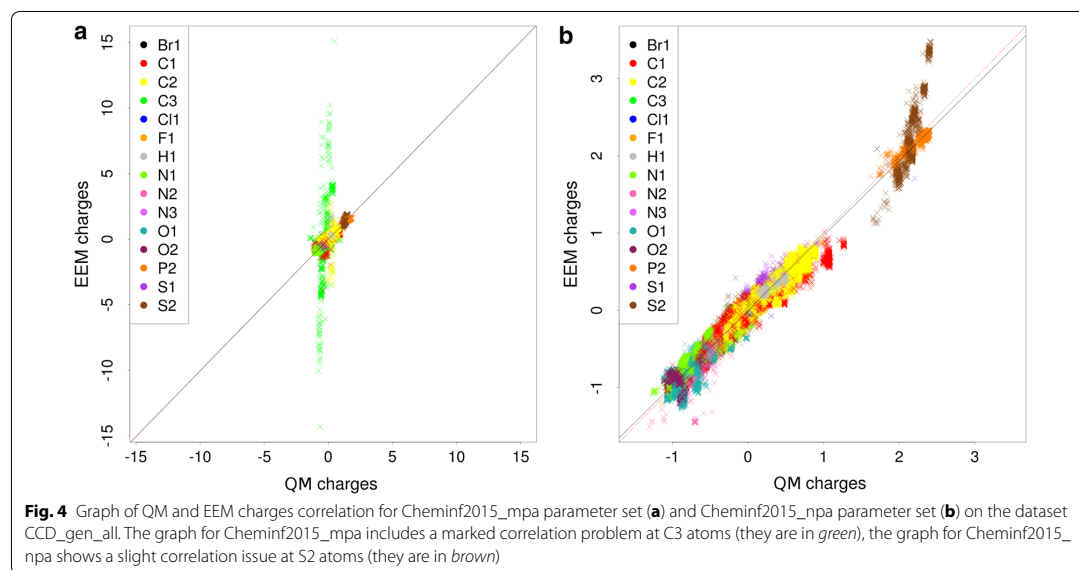 a
15
10
5
0
-5
-10
-15
EEM charges
Br1
C1
C2
C3
Cl1
F1
H1
N1
N2
N3
O1
O2
P2
S1
S2
-15 -10 -5 0 5 10 15
QM charges
b
3
2
1
0
-1
EEM charges
Br1
C1
C2
C3
Cl1
F1
H1
N1
N2
N3
O1
O2
P2
S1
S2
-1 0 1 2 3
QM charges
Fig. 4 Graph of QM and EEM charges correlation for Cheminf2015_mpa parameter set (a) and Cheminf2015_npa parameter set (b) on the dataset
CCD_gen_all. The graph for Cheminf2015_mpa includes a marked correlation problem at C3 atoms (they are in green), the graph for Cheminf2015_
npa shows a slight correlation issue at S2 atoms (they are in brown)